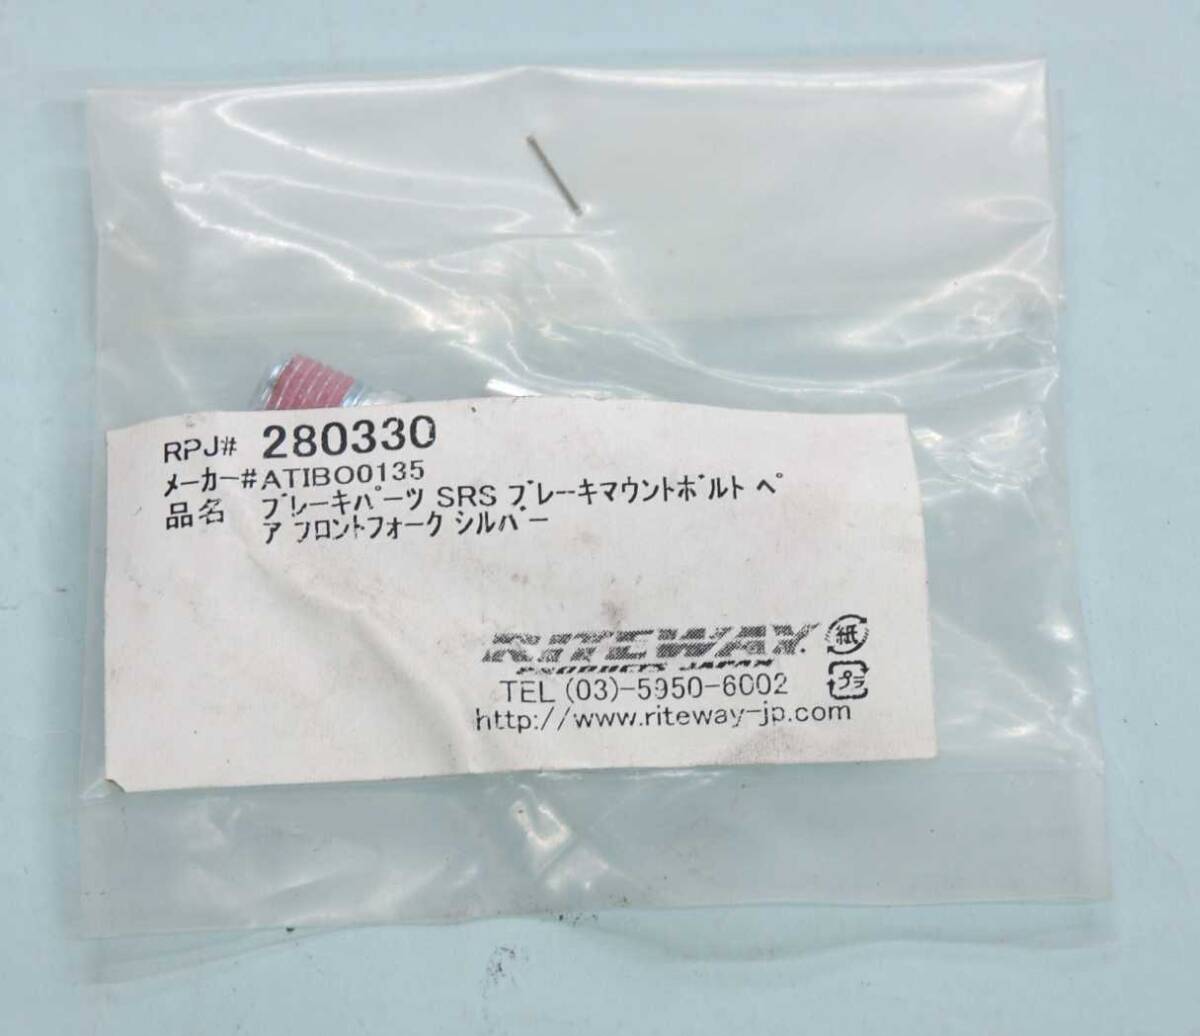 RPJ# 280330
メーカー#ATIBO0135
品名 ブレーキパーツ SRS ブレーキマウントボルト ペ
ア フロントフォーク シルバー
RITEWAY
PRODUCTS JAPAN
紙
プラ
TEL (03)-5950-6002
http://www.riteway-jp.com